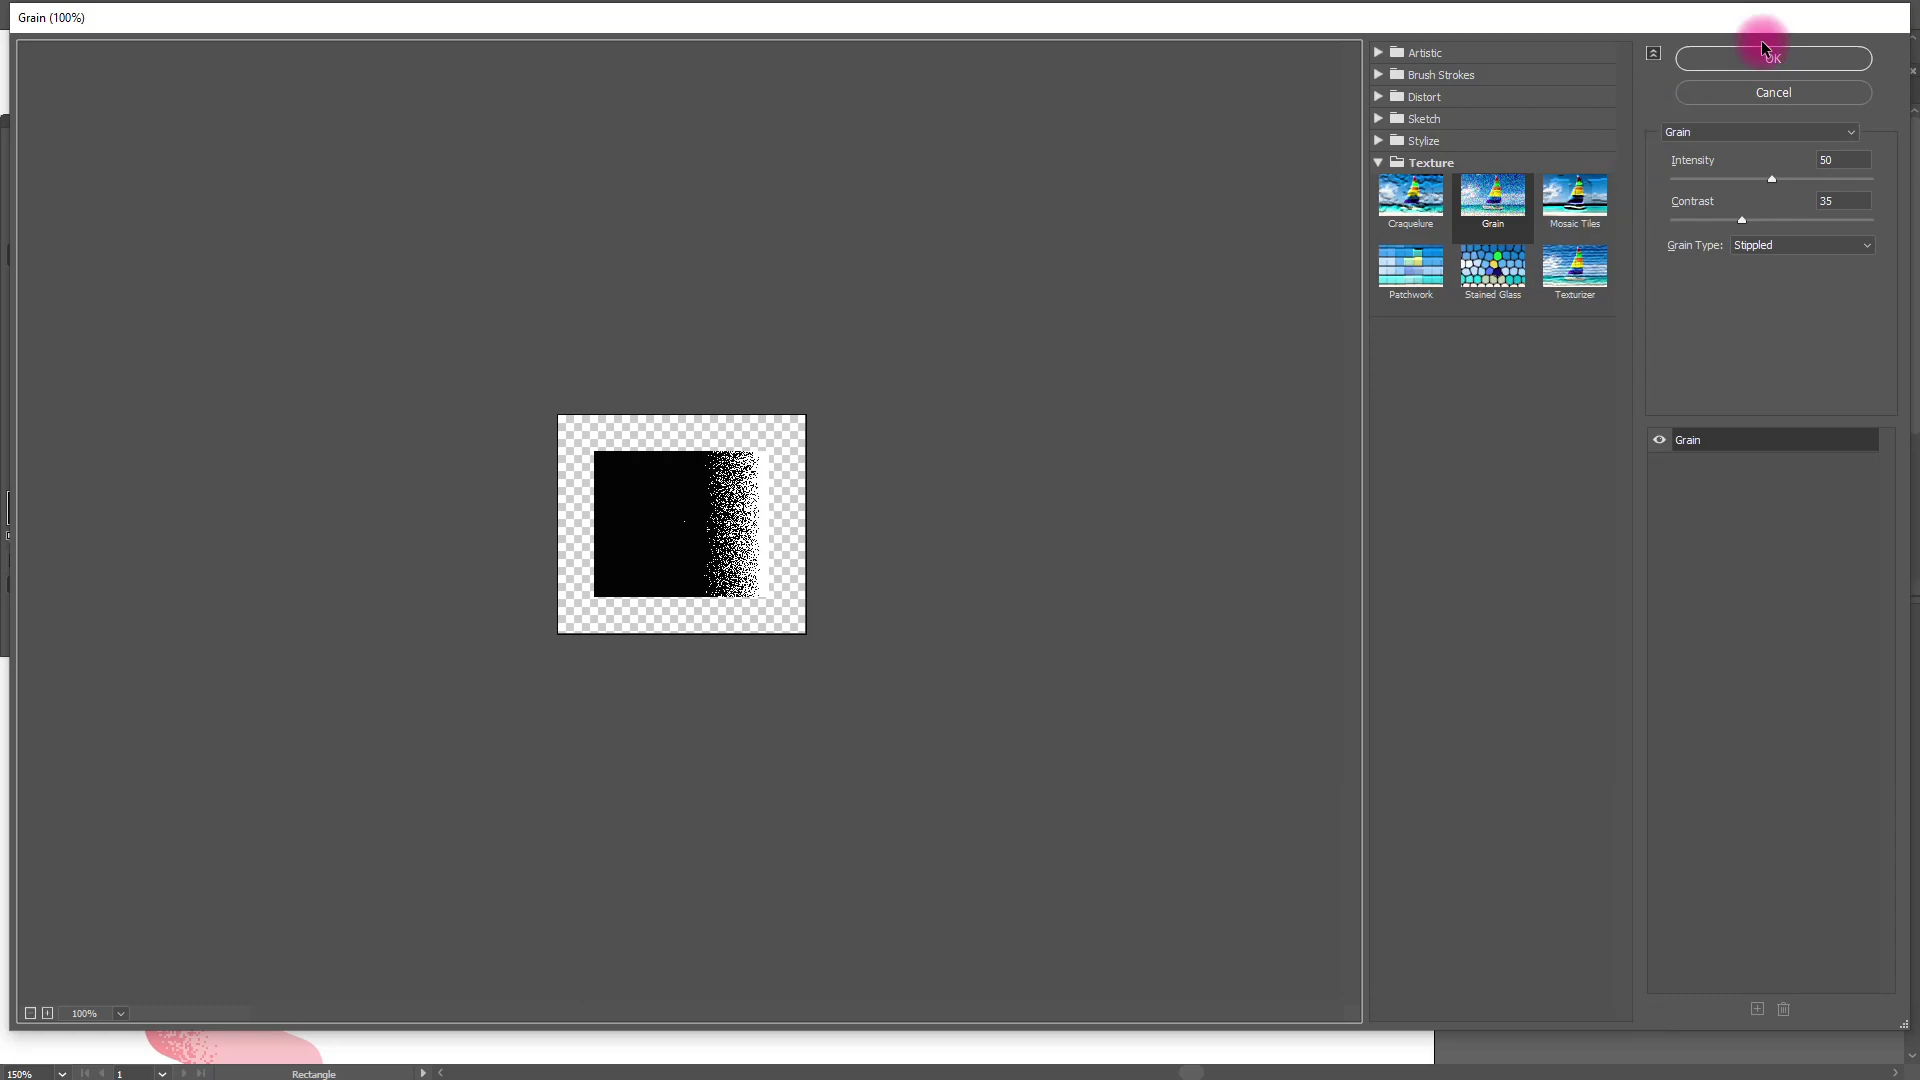 Grain (100%)
Artistic
Brush Strokes
Distort
Sketch
Stylize
Texture
Craquelure
Grain
Mosaic Tiles
Patchwork
Stained Glass
Texturizer
OK
Cancel
Grain
Intensity 50
Contrast 35
Grain Type: Stippled
Grain
100%
150%
1
Rectangle